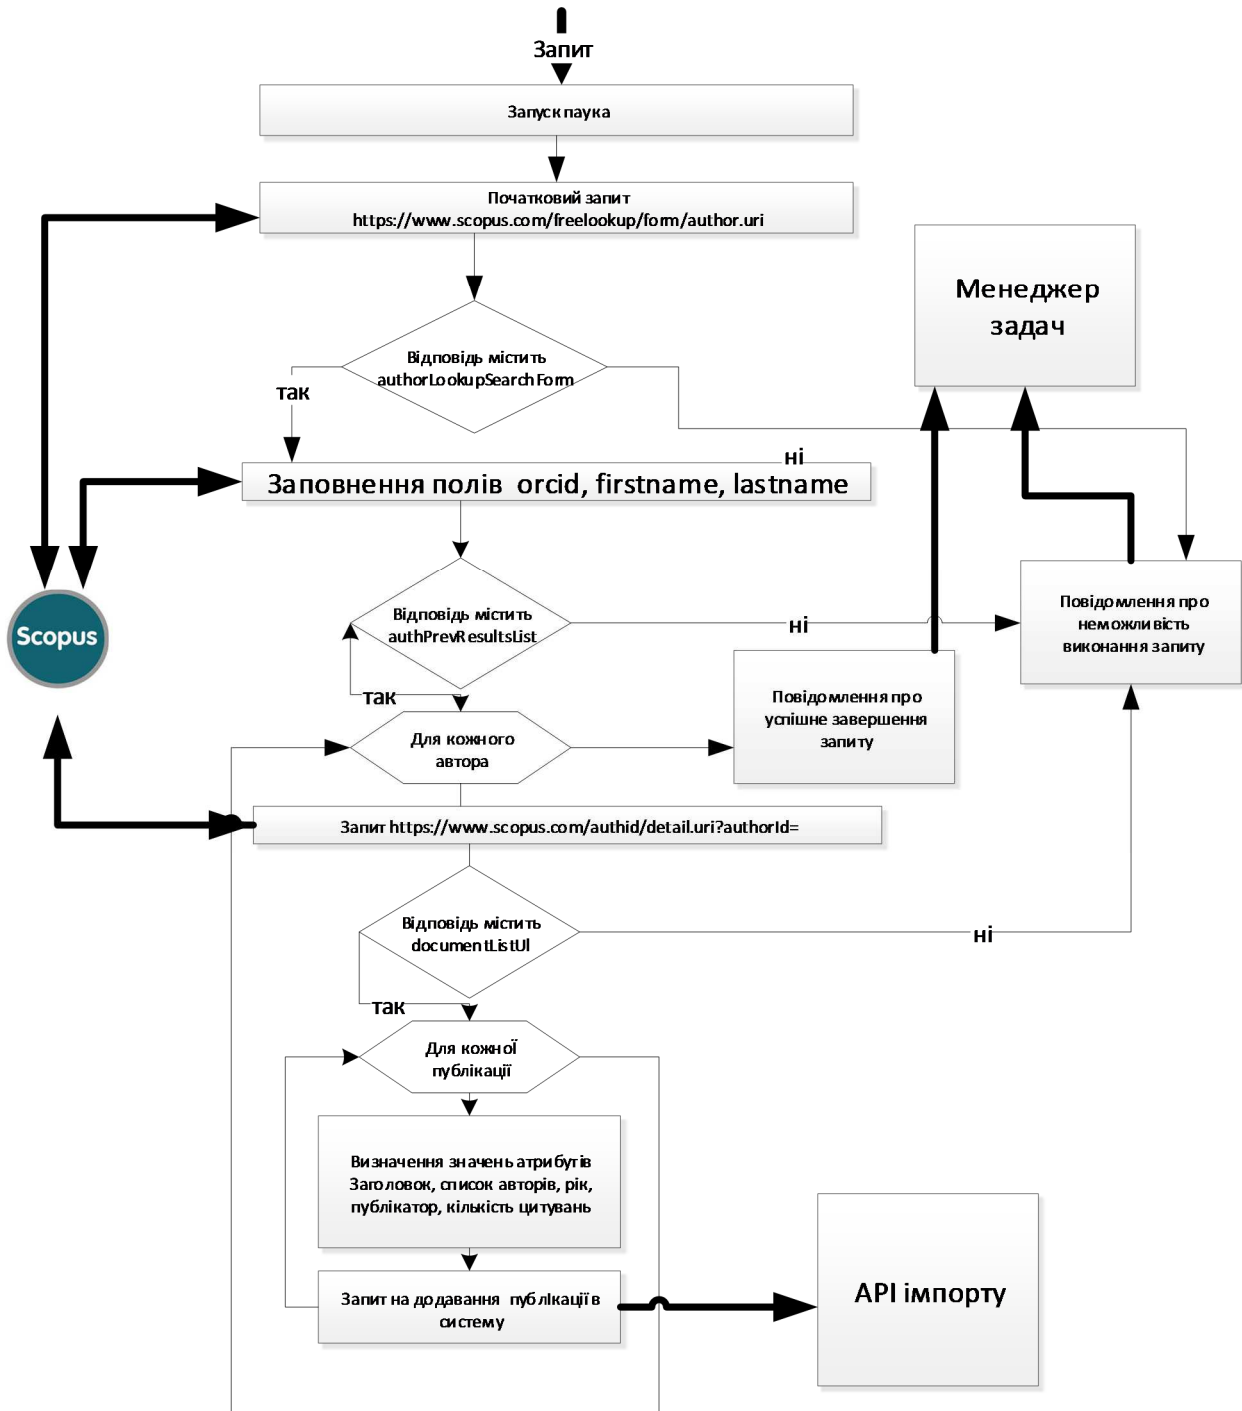 Запит
Запуск паука
Початковий запит
https://www.scopus.com/freelookup/form/author.uri
Менеджер
задач
Відповідь містить
authorLookupSearchForm
так
ні
Заповнення полів orcid, firstname, lastname
Scopus
Відповідь містить
authPrevResultsList
ні
Повідомлення про
неможливість
виконання запиту
так
Повідомлення про
успішне завершення
запиту
Для кожного
автора
Запит https://www.scopus.com/authid/detail.uri?authorId=
Відповідь містить
documentListUl
ні
так
Для кожноЇ
публікації
Визначення значень атрибутів
Заголовок, список авторів, рік,
публікатор, кількість цитувань
Запит на додавання публікації в
систему
API імпорту